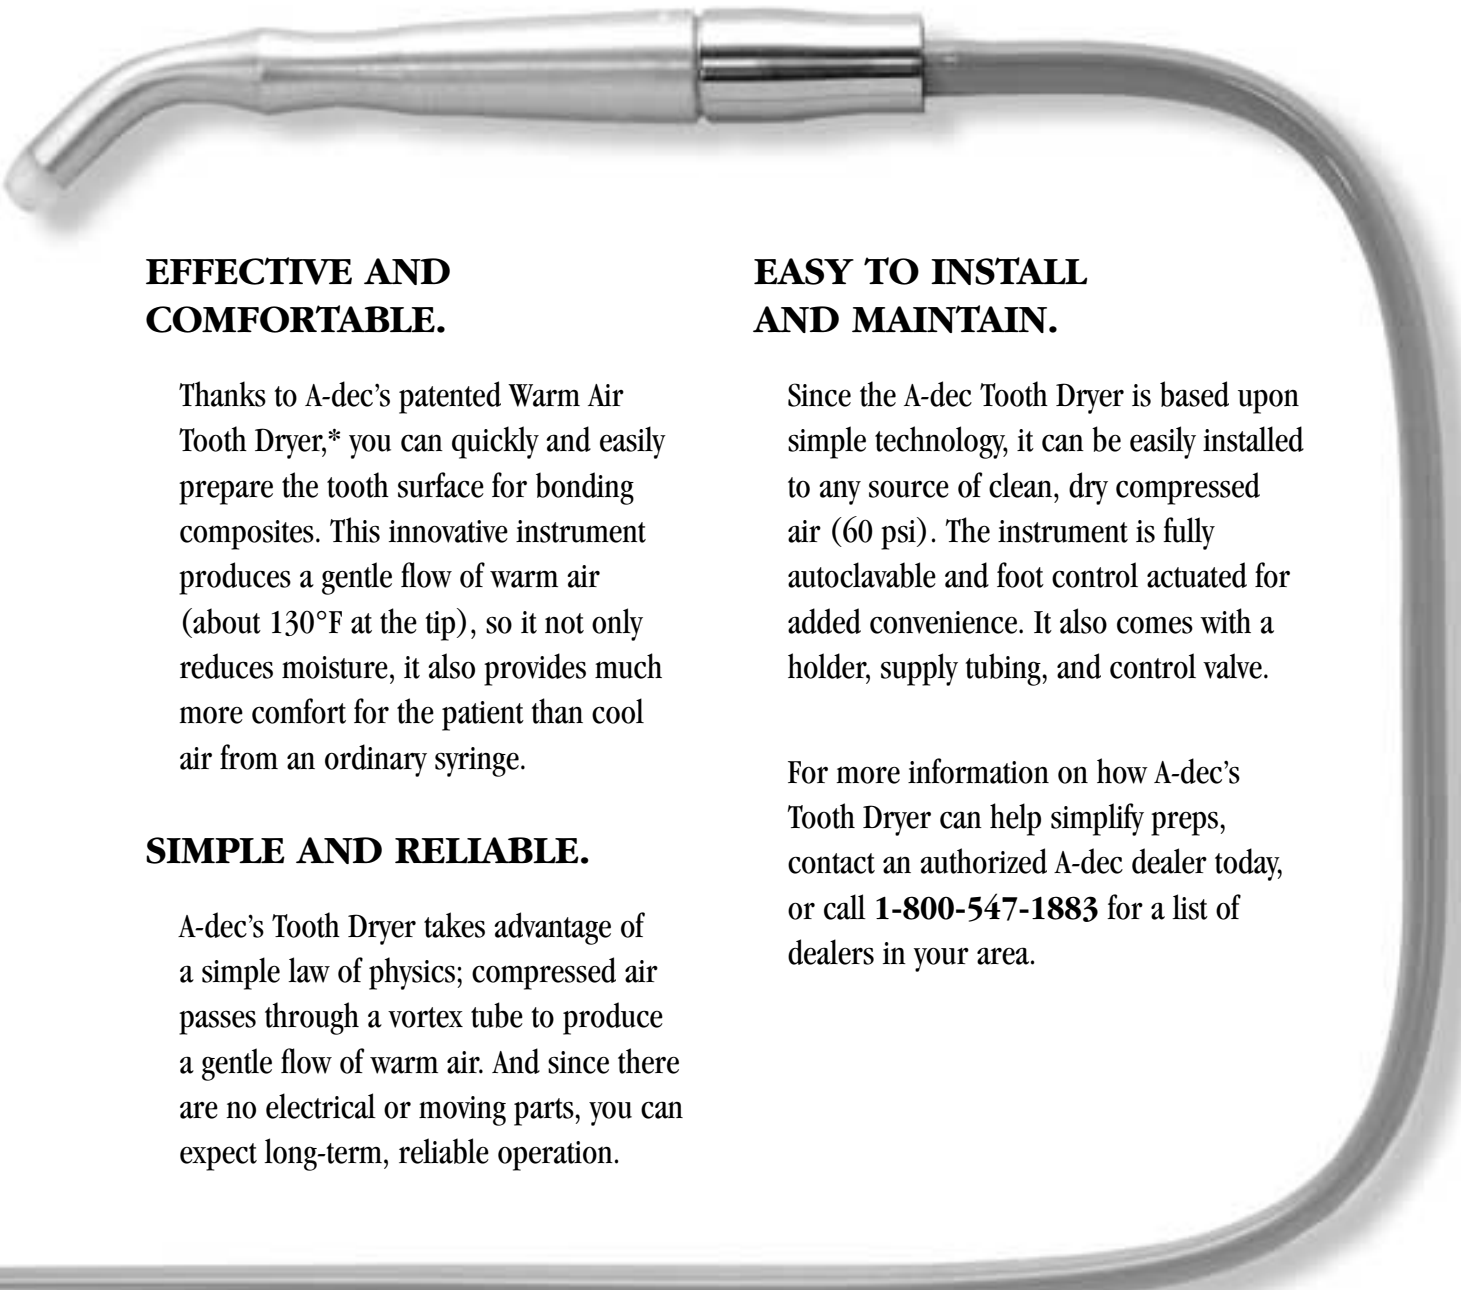 EFFECTIVE AND
COMFORTABLE.
Thanks to A-dec’s patented Warm Air
Tooth Dryer,* you can quickly and easily
prepare the tooth surface for bonding
composites. This innovative instrument
produces a gentle flow of warm air
(about 130°F at the tip), so it not only
reduces moisture, it also provides much
more comfort for the patient than cool
air from an ordinary syringe.
SIMPLE AND RELIABLE.
A-dec’s Tooth Dryer takes advantage of
a simple law of physics; compressed air
passes through a vortex tube to produce
a gentle flow of warm air. And since there
are no electrical or moving parts, you can
expect long-term, reliable operation.
EASY TO INSTALL
AND MAINTAIN.
Since the A-dec Tooth Dryer is based upon
simple technology, it can be easily installed
to any source of clean, dry compressed
air (60 psi). The instrument is fully
autoclavable and foot control actuated for
added convenience. It also comes with a
holder, supply tubing, and control valve.
For more information on how A-dec’s
Tooth Dryer can help simplify preps,
contact an authorized A-dec dealer today,
or call 1-800-547-1883 for a list of
dealers in your area.